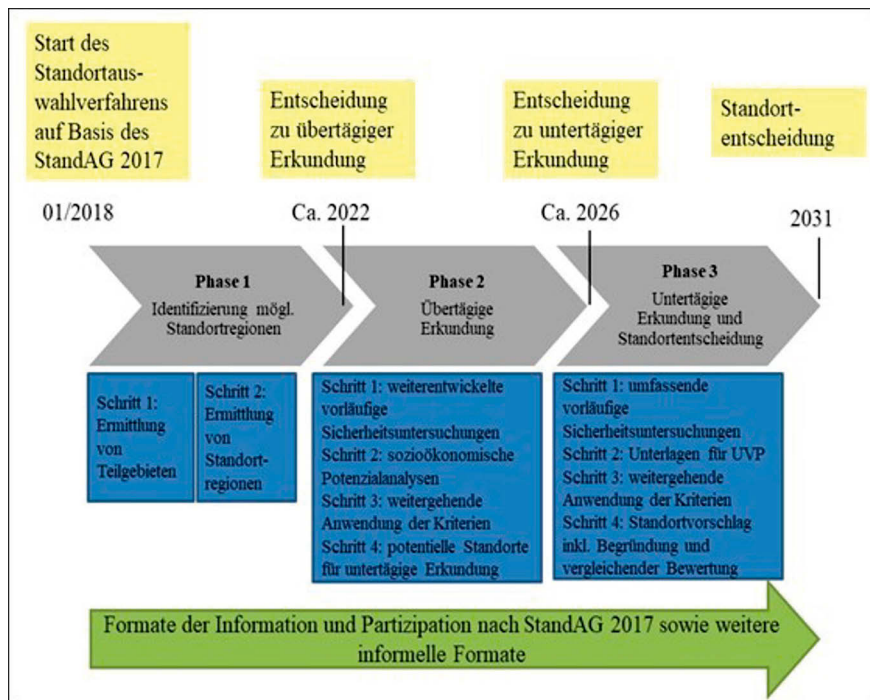 Start des
Standortaus-
wahlverfahrens
auf Basis des
StandAG 2017
Entscheidung
zu übertägiger
Erkundung
Entscheidung
zu untertägiger
Erkundung
Standort-
entscheidung
01/2018
Ca. 2022
Ca. 2026
2031
Phase 1
Identifizierung mögl.
Standortregionen
Phase 2
Übertägige
Erkundung
Phase 3
Untertägige
Erkundung und
Standortentscheidung
Schritt 1:
Ermittlung
von
Teilgebieten
Schritt 2:
Ermittlung
von
Standort-
regionen
Schritt 1: weiterentwickelte
vorläufige
Sicherheitsuntersuchungen
Schritt 2: sozioökonomische
Potenzialanalysen
Schritt 3: weitergehende
Anwendung der Kriterien
Schritt 4: potentielle Standorte
für untertägige Erkundung
Schritt 1: umfassende
vorläufige
Sicherheitsuntersuchungen
Schritt 2: Unterlagen für UVP
Schritt 3: weitergehende
Anwendung der Kriterien
Schritt 4: Standortvorschlag
inkl. Begründung und
vergleichender Bewertung
Formate der Information und Partizipation nach StandAG 2017 sowie weitere
informelle Formate